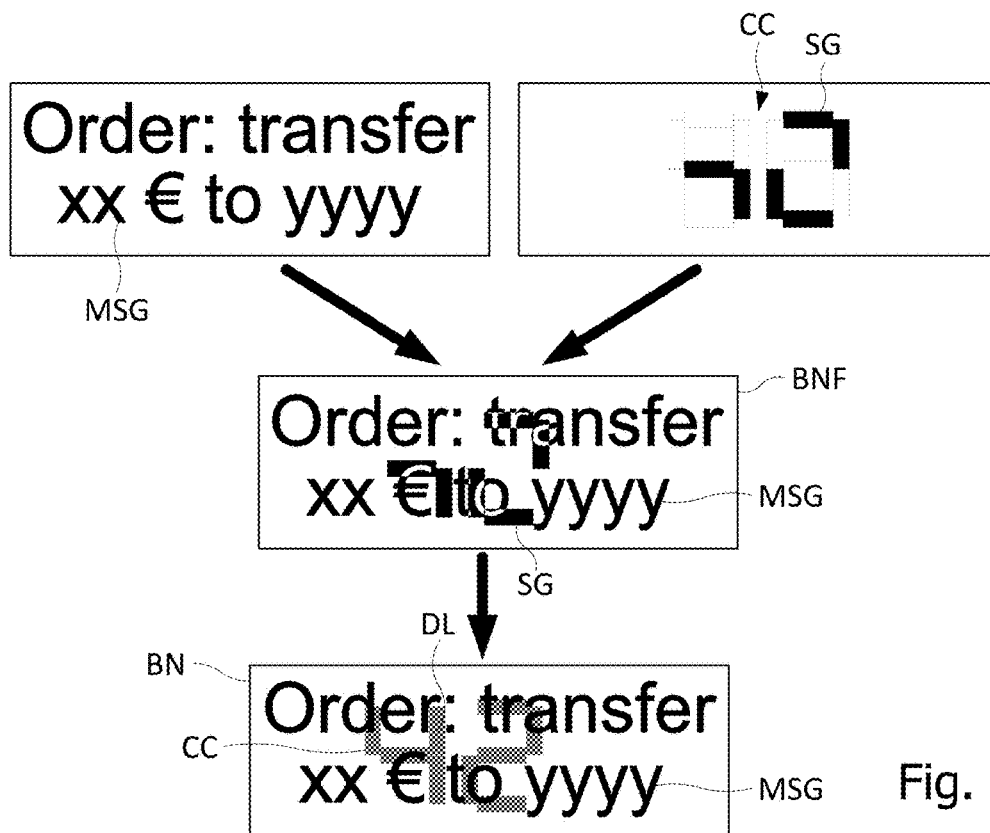 CC
SG
Order: transfer
xx € to yyyy
MSG
BNF
Order: transfer
xx € to yyyy
MSG
SG
DL
BN
Order: transfer
CC
xx € to yyyy
MSG
Fig.